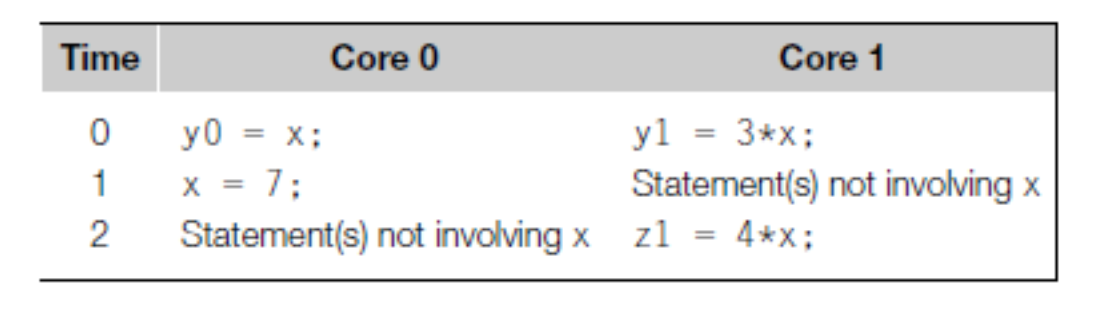 Time Core 0 Core 1
0 y0 = x; y1 = 3*x;
1 x = 7; Statement(s) not involving x
2 Statement(s) not involving x z1 = 4*x;